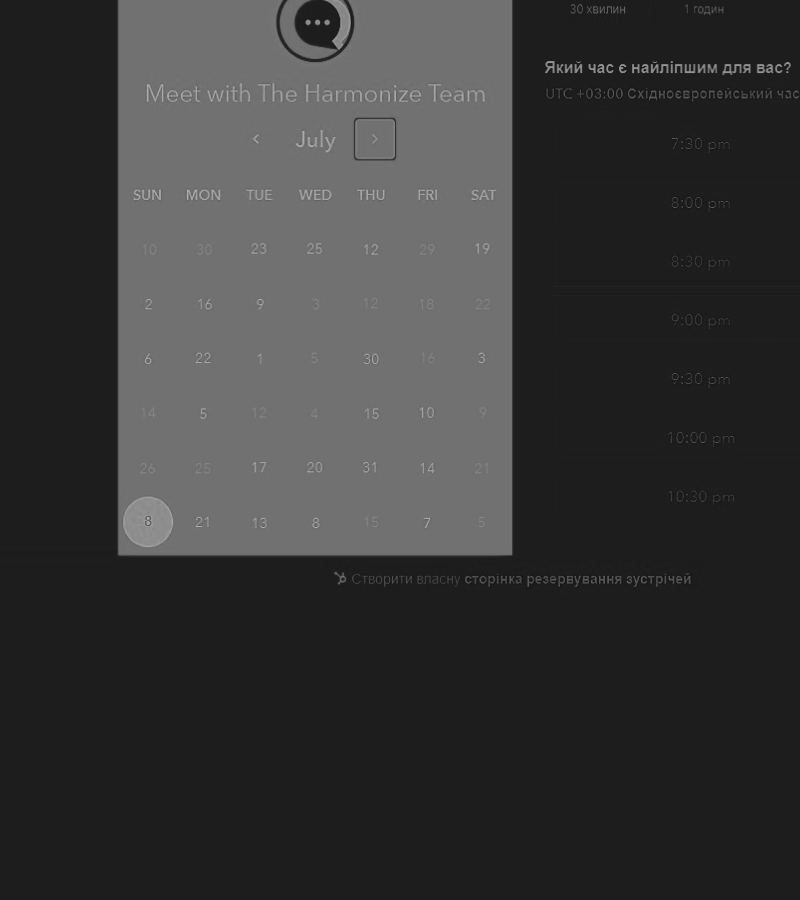 30 хвилин
1 годин
Meet with The Harmonize Team
July
SUN MON TUE WED THU FRI SAT
10 30 23 25 12 29 19
2 16 9 3 12 18 22
6 22 1 5 30 16 3
14 5 12 4 15 10 9
26 25 17 20 31 14 21
8 21 13 8 15 7 5
Який час є найліпшим для вас?
UTC +03:00 Східноєвропейський час
7:30 pm
8:00 pm
8:30 pm
9:00 pm
9:30 pm
10:00 pm
10:30 pm
Створити власну сторінка резервування зустрічей